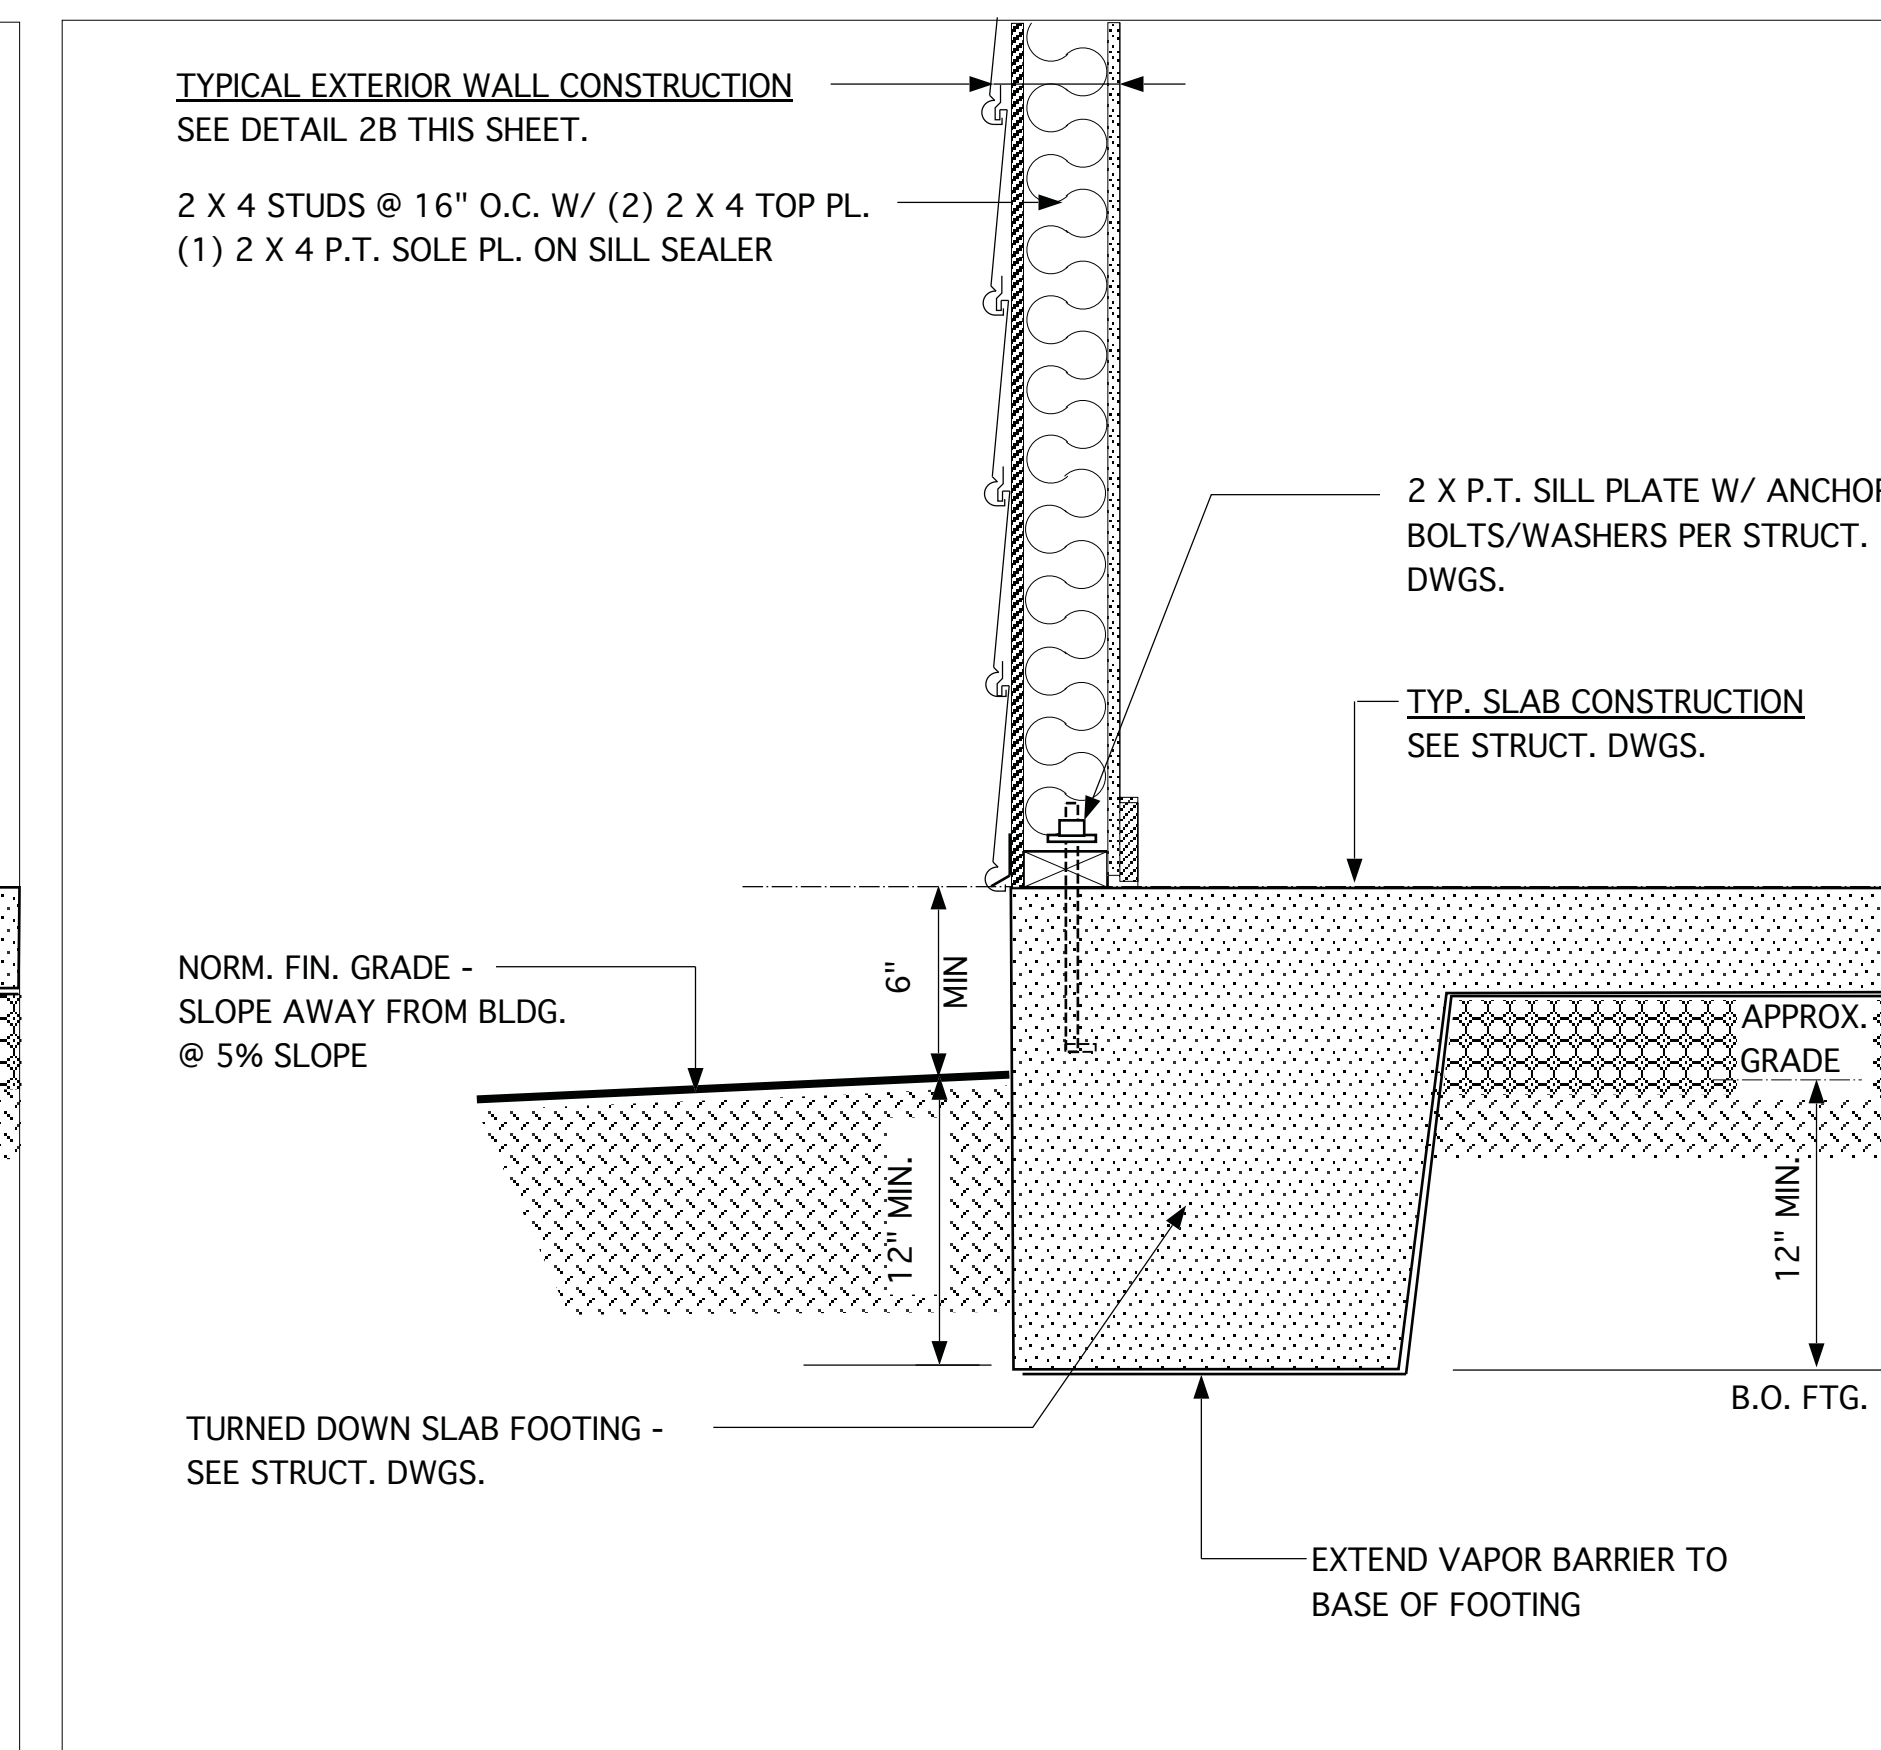 TYPICAL EXTERIOR WALL CONSTRUCTION
SEE DETAIL 2B THIS SHEET.
2 X 4 STUDS @ 16" O.C. W/ (2) 2 X 4 TOP PL.
(1) 2 X 4 P.T. SOLE PL. ON SILL SEALER
2 X P.T. SILL PLATE W/ ANCHOR
BOLTS/WASHERS PER STRUCT.
DWGS.
TYP. SLAB CONSTRUCTION
SEE STRUCT. DWGS.
6"
MIN
NORM. FIN. GRADE -
SLOPE AWAY FROM BLDG.
@ 5% SLOPE
APPROX.
GRADE
12" MIN.
12" MIN.
B.O. FTG.
TURNED DOWN SLAB FOOTING -
SEE STRUCT. DWGS.
EXTEND VAPOR BARRIER TO
BASE OF FOOTING